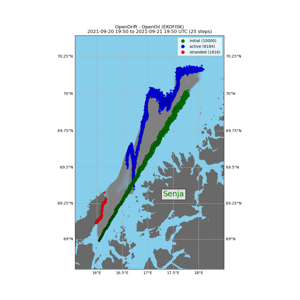 OpenDrift - OpenOil (EKOFISK)
2021-09-20 19:50 to 2021-09-21 19:50 UTC (25 steps)
initial (10000)
active (8184)
stranded (1816)
70.25°N 70.25°N
70°N 70°N
69.75°N 69.75°N
69.5°N 69.5°N
69.25°N 69.25°N
69°N 69°N
Senja
16°E 16.5°E 17°E 17.5°E 18°E